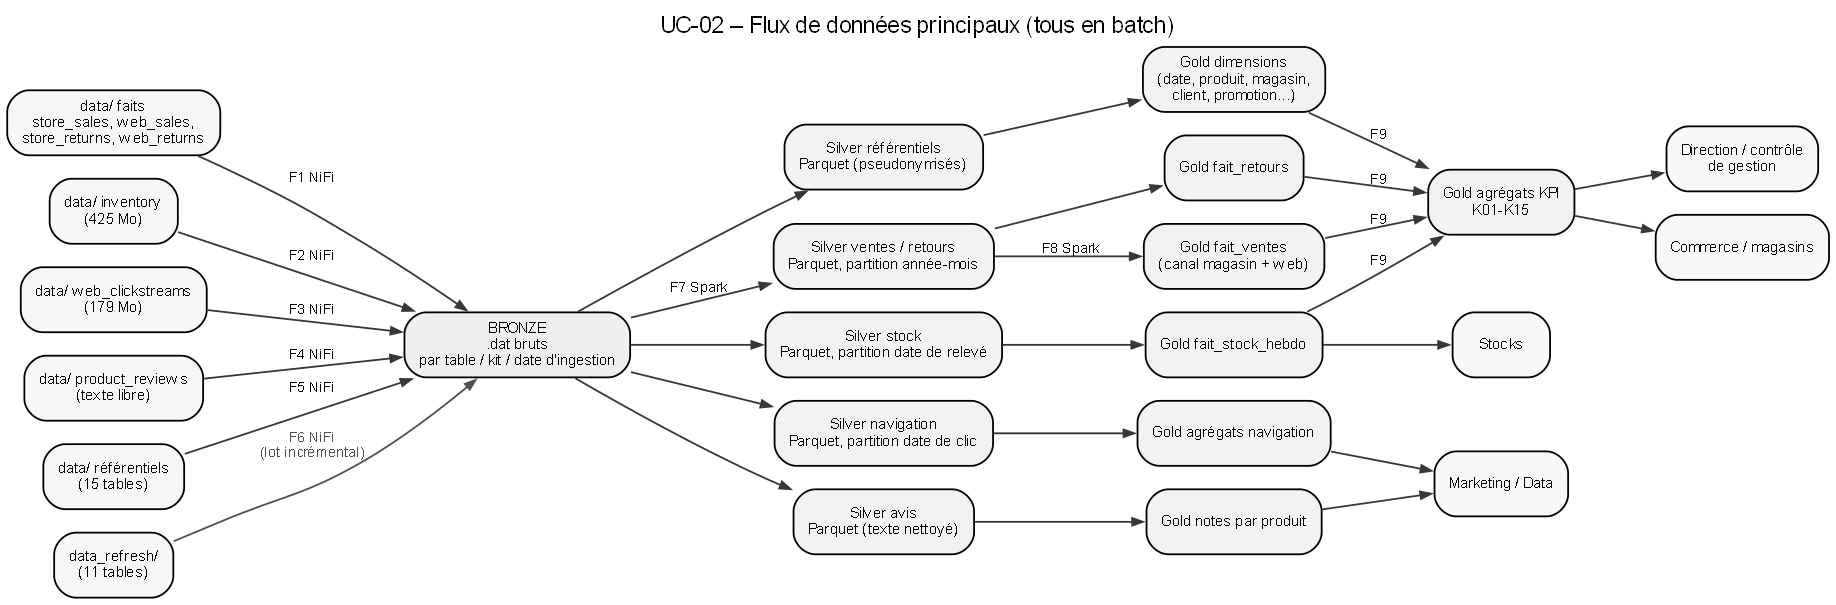 UC-02 – Flux de données principaux (tous en batch)
data/ faits
store_sales, web_sales,
store_returns, web_returns
data/ inventory
(425 Mo)
data/ web_clickstreams
(179 Mo)
data/ product_reviews
(texte libre)
data/ référentiels
(15 tables)
data_refresh/
(11 tables)
F1 NiFi
F2 NiFi
F3 NiFi
F4 NiFi
F5 NiFi
F6 NiFi
(lot incrémental)
BRONZE
.dat bruts
par table / kit / date d'ingestion
F7 Spark
Silver référentiels
Parquet (pseudonymisés)
Silver ventes / retours
Parquet, partition année-mois
Silver stock
Parquet, partition date de relevé
Silver navigation
Parquet, partition date de clic
Silver avis
Parquet (texte nettoyé)
F8 Spark
Gold dimensions
(date, produit, magasin,
client, promotion...)
Gold fait_retours
Gold fait_ventes
(canal magasin + web)
Gold fait_stock_hebdo
Gold agrégats navigation
Gold notes par produit
F9
F9
F9
F9
Gold agrégats KPI
K01-K15
Stocks
Marketing / Data
Direction / contrôle
de gestion
Commerce / magasins